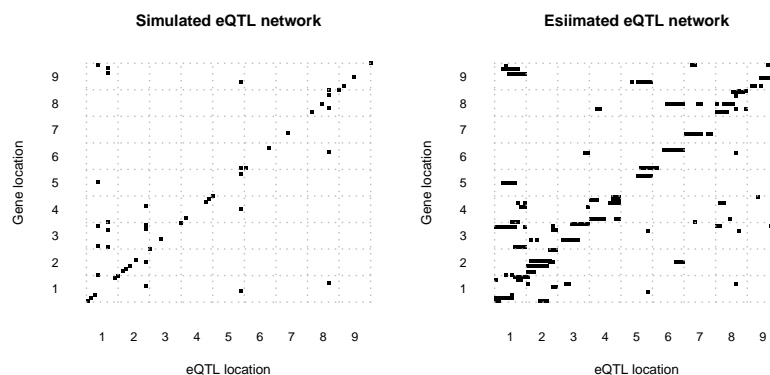 Simulated eQTL network
Gene location
9
8
7
6
5
4
3
2
1
1 2 3 4 5 6 7 8 9
eQTL location
Esiimated eQTL network
Gene location
9
8
7
6
5
4
3
2
1
1 2 3 4 5 6 7 8 9
eQTL location